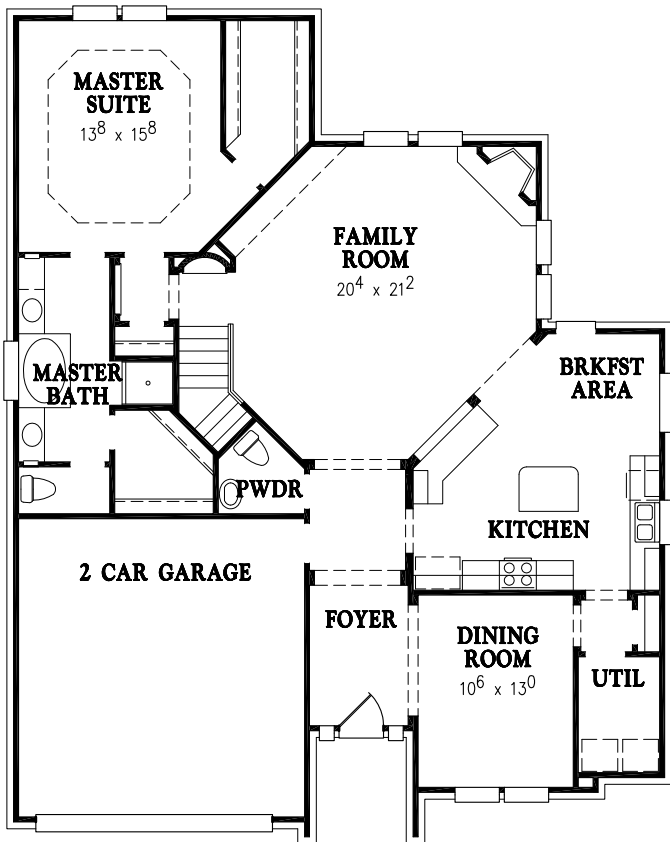 MASTER
SUITE
13⁸ x 15⁸
FAMILY
ROOM
20⁴ x 21²
BRKFST
AREA
MASTER
BATH
PWDR
KITCHEN
2 CAR GARAGE
FOYER
DINING
ROOM
10⁶ x 13⁰
UTIL